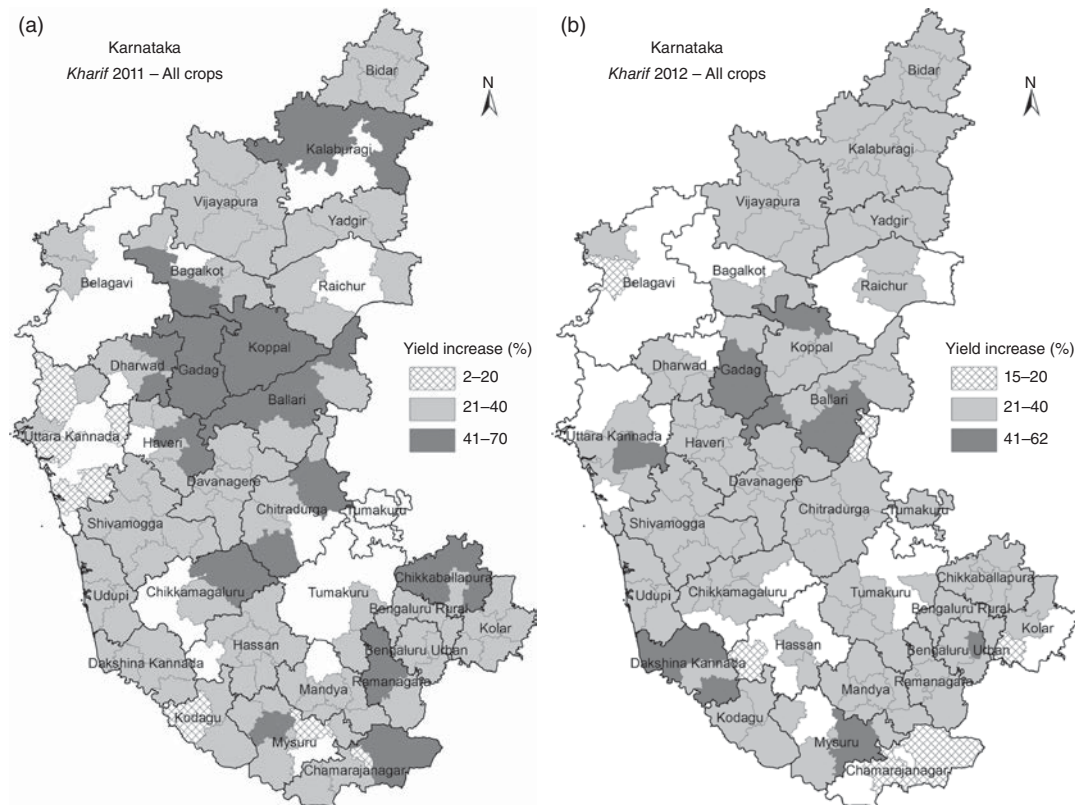 (a)
Karnataka
Kharif 2011 – All crops
N
Bidar
Kalaburagi
Vijayapura
Yadgir
Belagavi
Bagalkot
Raichur
Koppal
Dharwad
Gadag
Ballari
Uttara Kannada
Haveri
Davanagere
Chitradurga
Tumakuru
Shivamogga
Chikkaballapura
Chikkamagaluru
Tumakuru
Udupi
Bengaluru Rural
Kolar
Hassan
Bengaluru Urban
Dakshina Kannada
Ramanagara
Mandya
Kodagu
Mysuru
Chamarajanagar
Yield increase (%)
2–20
21–40
41–70
(b)
Karnataka
Kharif 2012 – All crops
N
Bidar
Kalaburagi
Vijayapura
Yadgir
Belagavi
Bagalkot
Raichur
Koppal
Dharwad
Gadag
Ballari
Uttara Kannada
Haveri
Davanagere
Chitradurga
Tumakuru
Shivamogga
Chikkaballapura
Chikkamagaluru
Tumakuru
Udupi
Bengaluru Rural
Kolar
Hassan
Bengaluru Urban
Dakshina Kannada
Ramanagara
Mandya
Kodagu
Mysuru
Chamarajanagar
Yield increase (%)
15–20
21–40
41–62